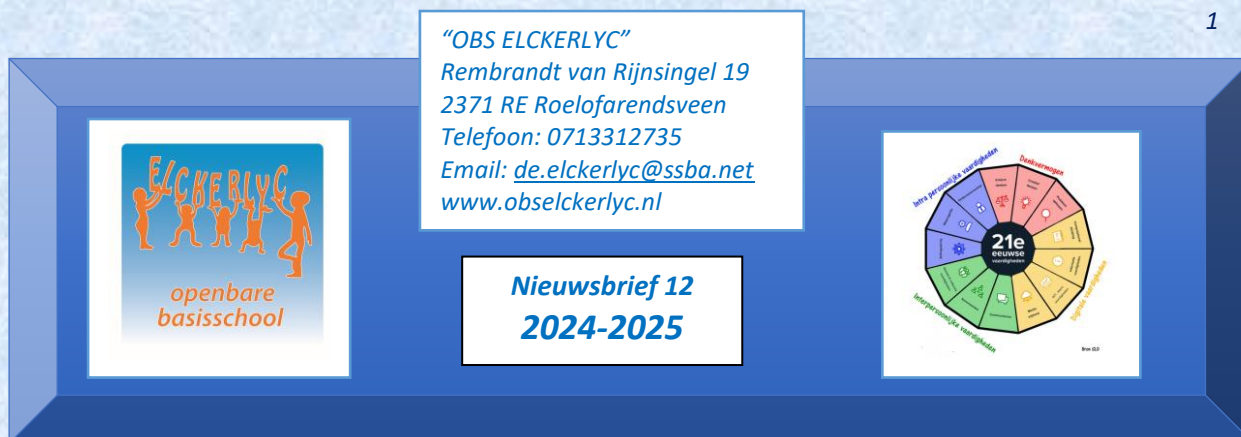 1
“OBS ELCKERLYC”
Rembrandt van Rijnsingel 19
2371 RE Roelofarendsveen
Telefoon: 0713312735
Email: de.elckerlyc@ssba.net
www.obselckerlyc.nl
ELCKERLYC
openbare
basisschool
Nieuwsbrief 12
2024-2025
Intra persoonlijke vaardigheden
Denkvermogen
21e
eeuwse
vaardigheden
Digitale vaardigheden
Interpersoonlijke vaardigheden